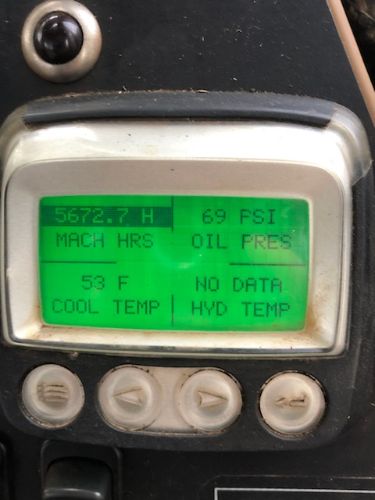 5672.7 H
69 PSI
MACH HRS
OIL PRES
53 F
NO DATA
COOL TEMP
HYD TEMP